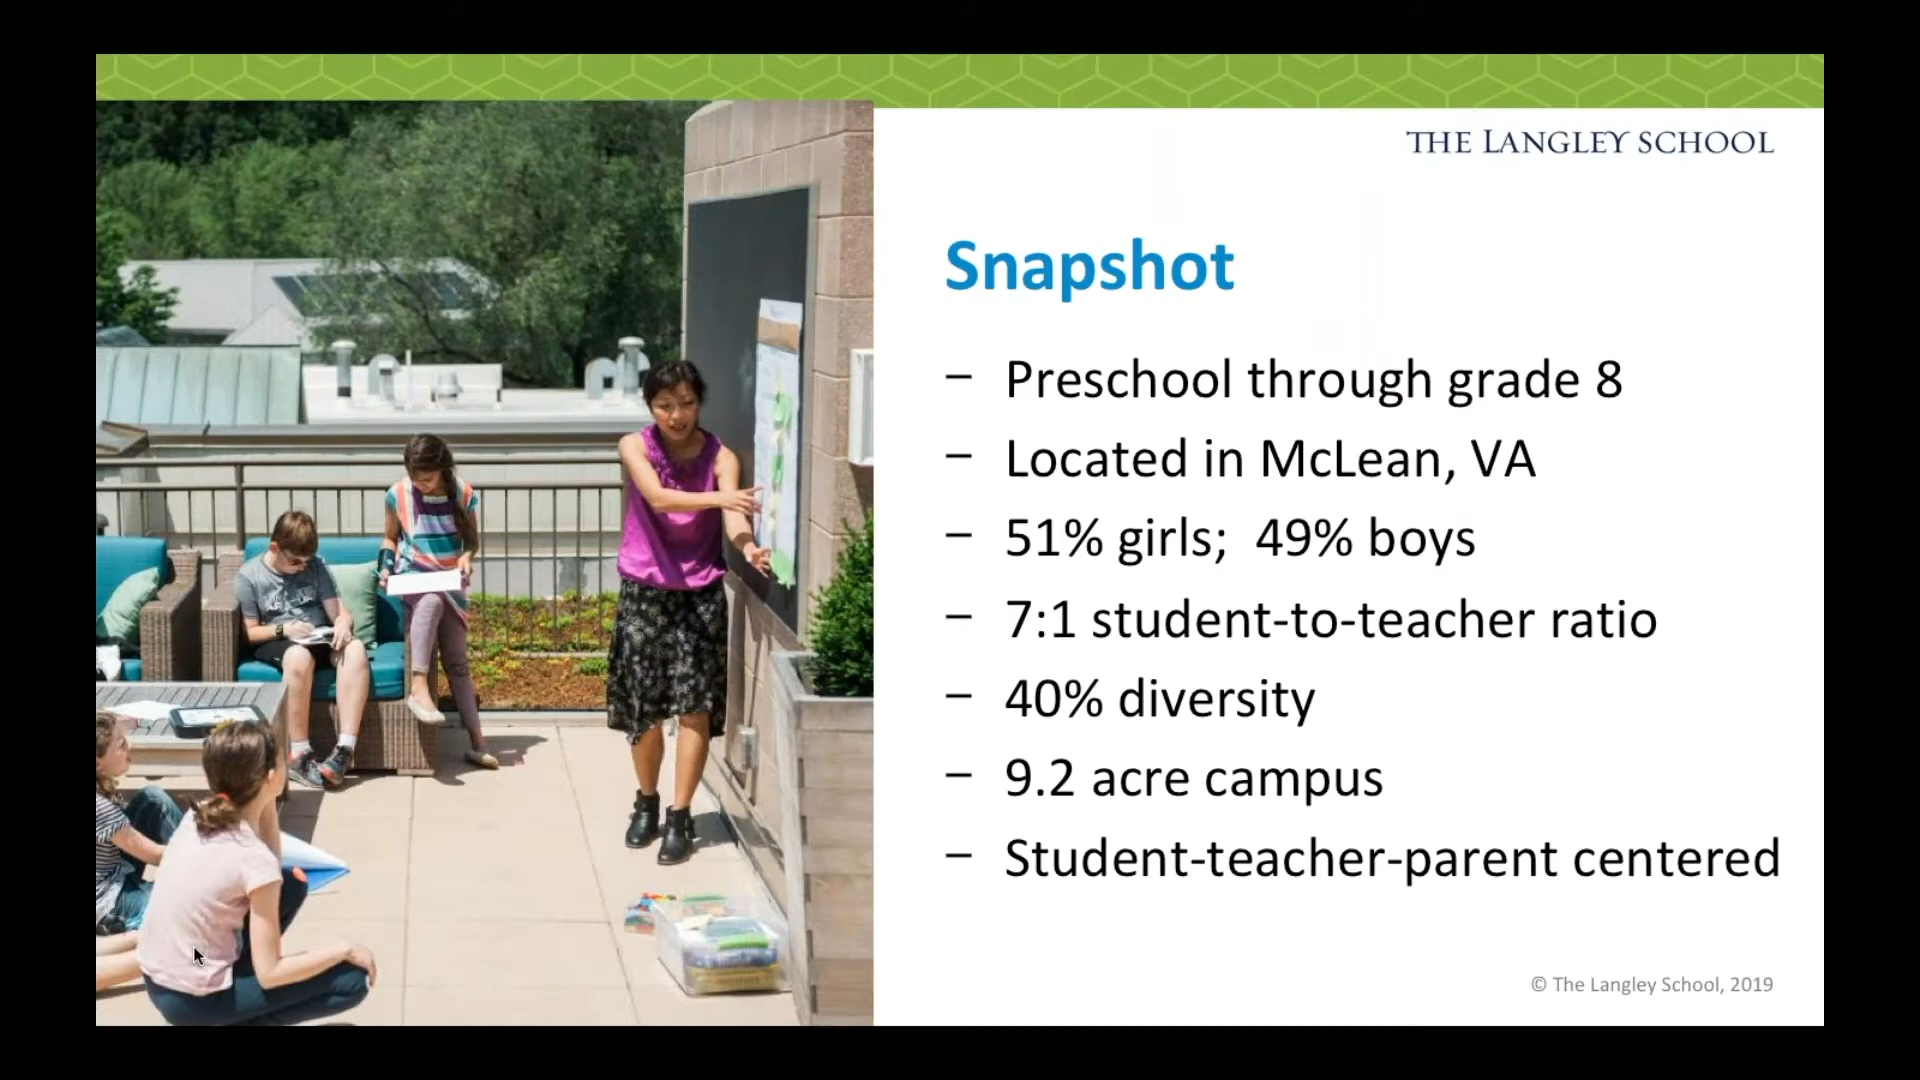 THE LANGLEY SCHOOL
Snapshot
– Preschool through grade 8
– Located in McLean, VA
– 51% girls;  49% boys
– 7:1 student-to-teacher ratio
– 40% diversity
– 9.2 acre campus
– Student-teacher-parent centered
© The Langley School, 2019